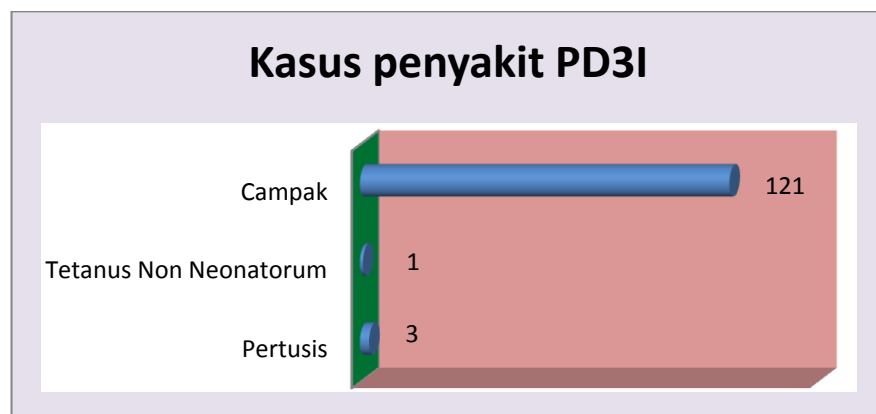 Kasus penyakit PD3I
Campak 121
Tetanus Non Neonatorum 1
Pertusis 3